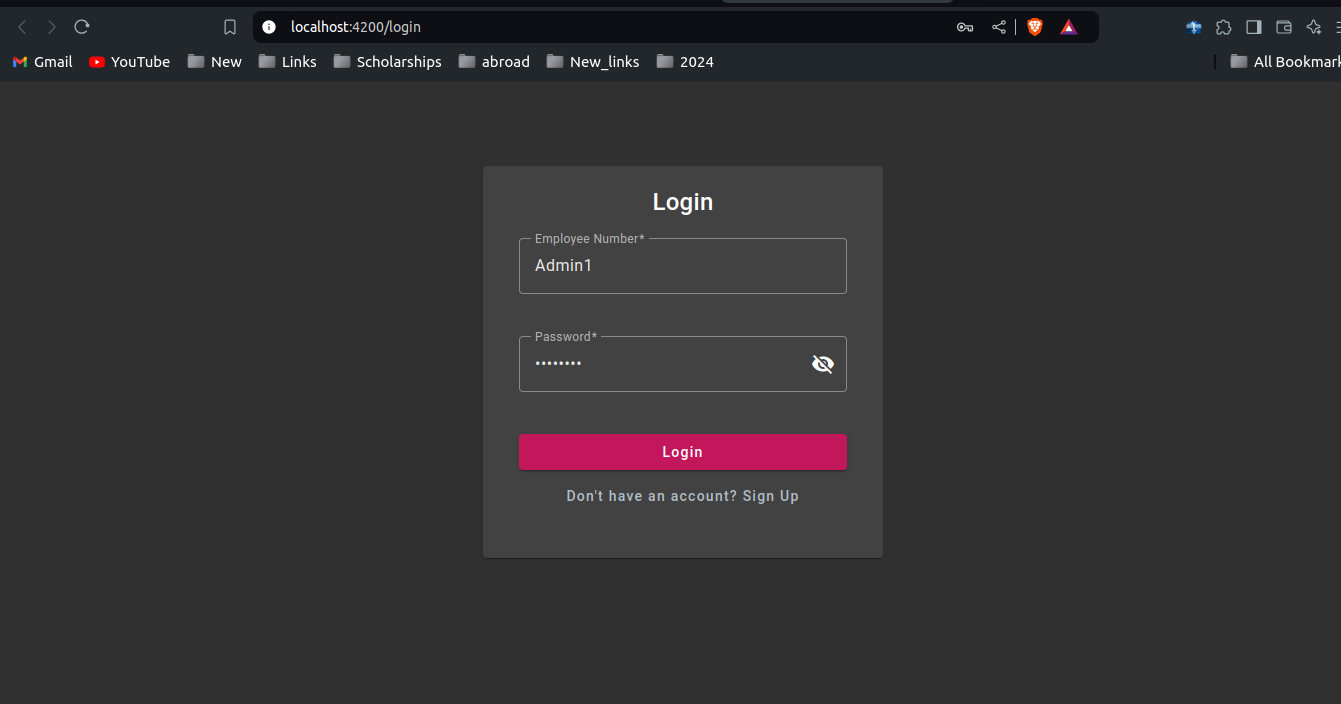 localhost:4200/login
Gmail YouTube New Links Scholarships abroad New_links 2024 All Bookmark
Login
Employee Number*
Admin1
Password*
••••••••
Login
Don't have an account? Sign Up